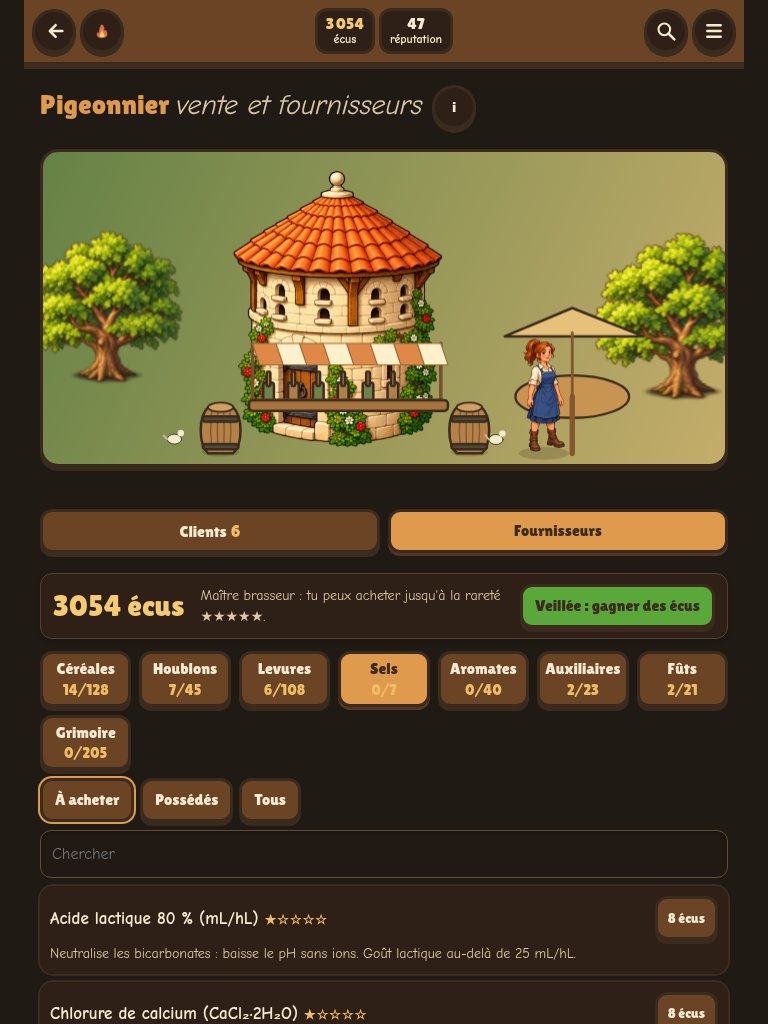 3 054
écus
47
réputation
Pigeonnier vente et fournisseurs i
Clients 6
Fournisseurs
3054 écus
Maître brasseur : tu peux acheter jusqu'à la rareté
★★★★★.
Veillée : gagner des écus
Céréales
14/128
Houblons
7/45
Levures
6/108
Sels
0/7
Aromates
0/40
Auxiliaires
2/23
Fûts
2/21
Grimoire
0/205
À acheter
Possédés
Tous
Chercher
Acide lactique 80 % (mL/hL) ★☆☆☆☆
8 écus
Neutralise les bicarbonates : baisse le pH sans ions. Goût lactique au-delà de 25 mL/hL.
Chlorure de calcium (CaCl₂·2H₂O) ★☆☆☆☆
8 écus